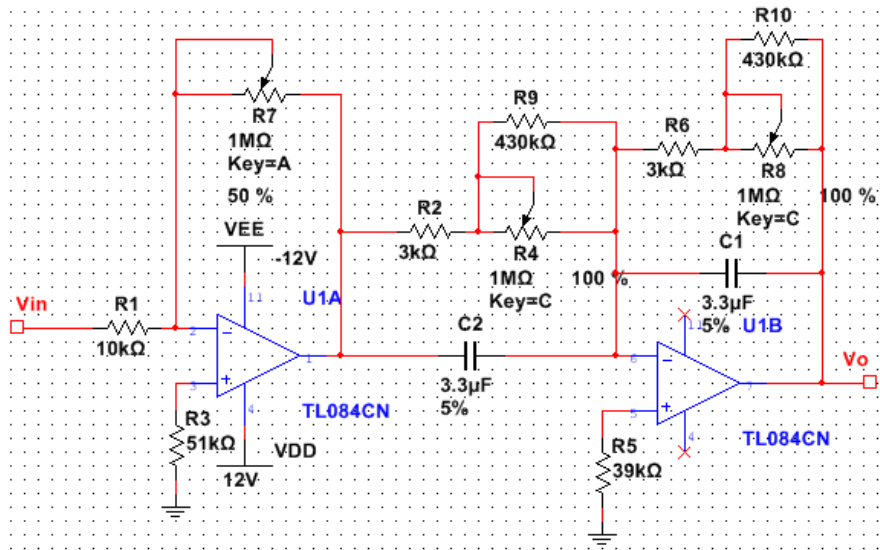 R10
430kΩ
R7
1MΩ
Key=A
50 %
R9
430kΩ
R6
3kΩ
R8
1MΩ
100 %
Key=C
VEE
-12V
R2
3kΩ
R4
1MΩ
100 %
Key=C
C1
3.3µF
5%
Vin
R1
10kΩ
11
U1A
2
3
1
4
TL084CN
R3
51kΩ
VDD
12V
C2
3.3µF
5%
11
U1B
6
5
7
4
TL084CN
Vo
R5
39kΩ